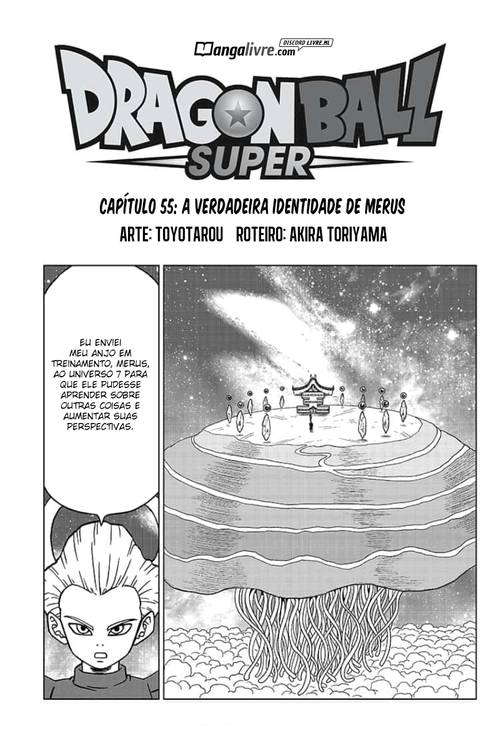 Mangalivre.com
DISCORD LIVRE.ML
DRAGON BALL
SUPER
CAPÍTULO 55: A VERDADEIRA IDENTIDADE DE MERUS
ARTE: TOYOTAROU ROTEIRO: AKIRA TORIYAMA
EU ENVIEI
MEU ANJO EM
TREINAMENTO, MERUS,
AO UNIVERSO 7 PARA
QUE ELE PUDESSE
APRENDER SOBRE
OUTRAS COISAS E
AUMENTAR SUAS
PERSPECTIVAS.